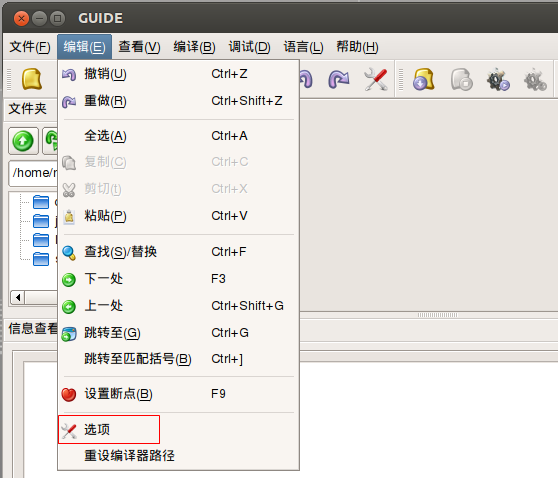 GUIDE
文件(F) 编辑(E) 查看(V) 编译(B) 调试(D) 语言(L) 帮助(H)
撤销(U) Ctrl+Z
重做(R) Ctrl+Shift+Z
文件夹
全选(A) Ctrl+A
复制(C) Ctrl+C
/home/
剪切(t) Ctrl+X
粘贴(P) Ctrl+V
查找(S)/替换 Ctrl+F
下一处 F3
上一处 Ctrl+Shift+G
信息查看
跳转至(G) Ctrl+G
跳转至匹配括号(B) Ctrl+]
设置断点(B) F9
选项
重设编译器路径